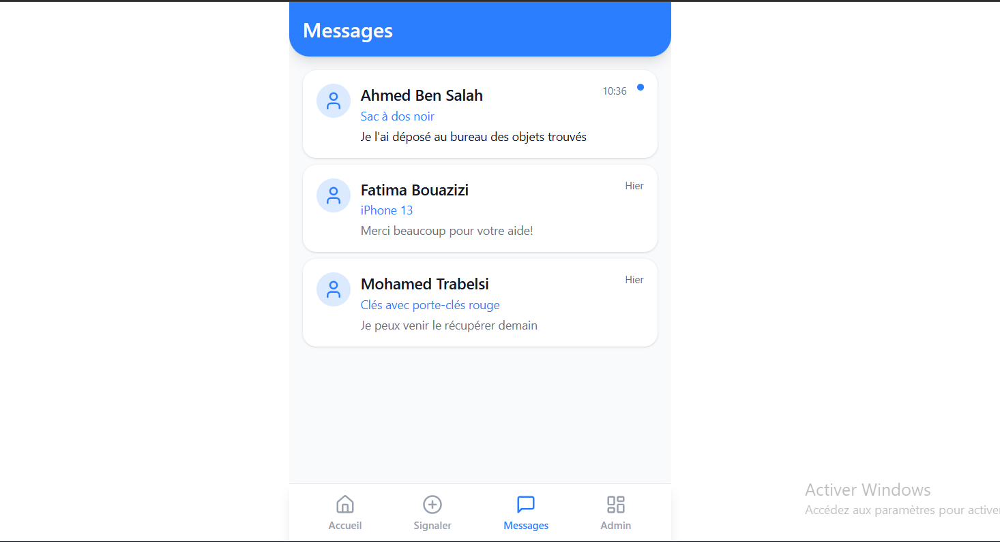 Messages
Ahmed Ben Salah
10:36
Sac à dos noir
Je l'ai déposé au bureau des objets trouvés
Fatima Bouazizi
Hier
iPhone 13
Merci beaucoup pour votre aide!
Mohamed Trabelsi
Hier
Clés avec porte-clés rouge
Je peux venir le récupérer demain
Accueil
Signaler
Messages
Admin
Activer Windows
Accédez aux paramètres pour activer